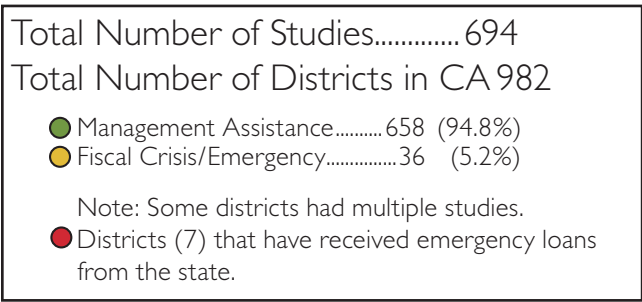 Total Number of Studies.............694
Total Number of Districts in CA 982
Management Assistance..........658 (94.8%)
Fiscal Crisis/Emergency...............36 (5.2%)
Note: Some districts had multiple studies.
Districts (7) that have received emergency loans
from the state.